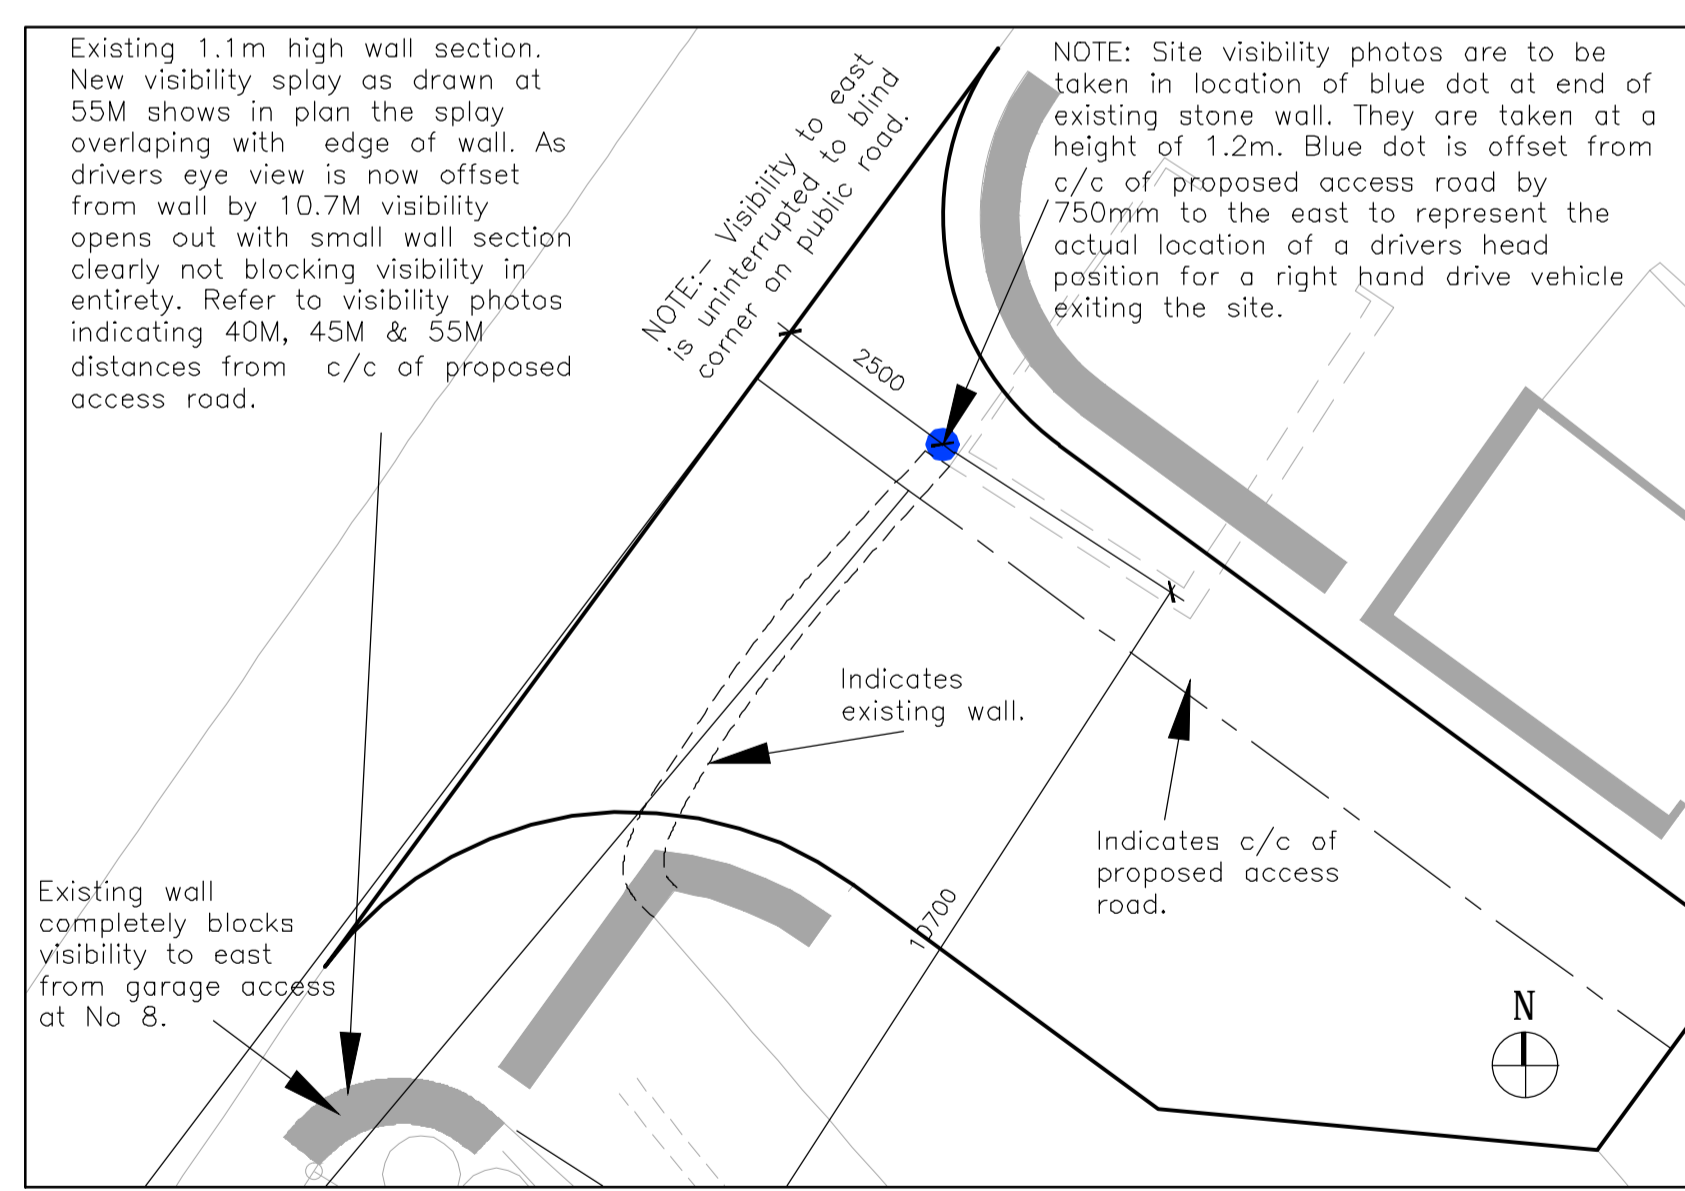 Existing 1.1m high wall section.
New visibility splay as drawn at
55M shows in plan the splay
overlaping with edge of wall. As
drivers eye view is now offset
from wall by 10.7M visibility
opens out with small wall section
clearly not blocking visibility in
entirety. Refer to visibility photos
indicating 40M, 45M & 55M
distances from c/c of proposed
access road.
NOTE:- Visibility to east
is uninterrupted to blind
corner on public road.
NOTE: Site visibility photos are to be
taken in location of blue dot at end of
existing stone wall. They are taken at a
height of 1.2m. Blue dot is offset from
c/c of proposed access road by
750mm to the east to represent the
actual location of a drivers head
position for a right hand drive vehicle
exiting the site.
2500
Indicates
existing wall.
Indicates c/c of
proposed access
road.
10700
Existing wall
completely blocks
visibility to east
from garage access
at No 8.
N